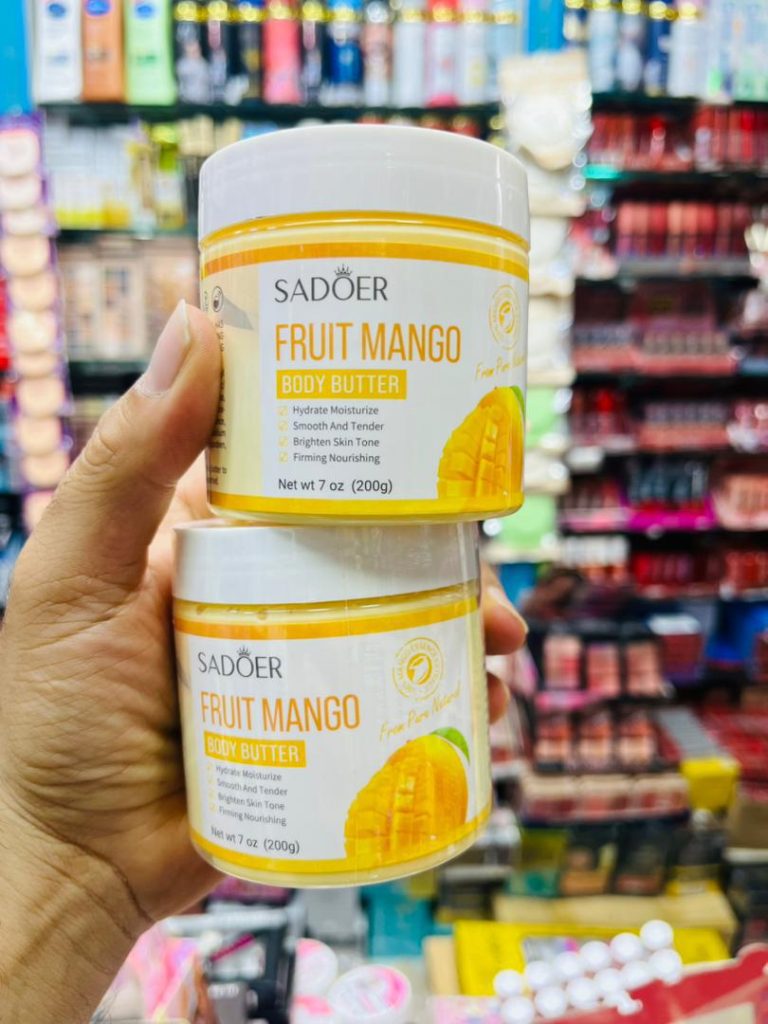 SADOER
FRUIT MANGO
BODY BUTTER
Hydrate Moisturize
Smooth And Tender
Brighten Skin Tone
Firming Nourishing
Net wt 7 oz (200g)
From Pure Natural
SADOER
FRUIT MANGO
BODY BUTTER
Hydrate Moisturize
Smooth And Tender
Brighten Skin Tone
Firming Nourishing
Net wt 7 oz (200g)
From Pure Natural